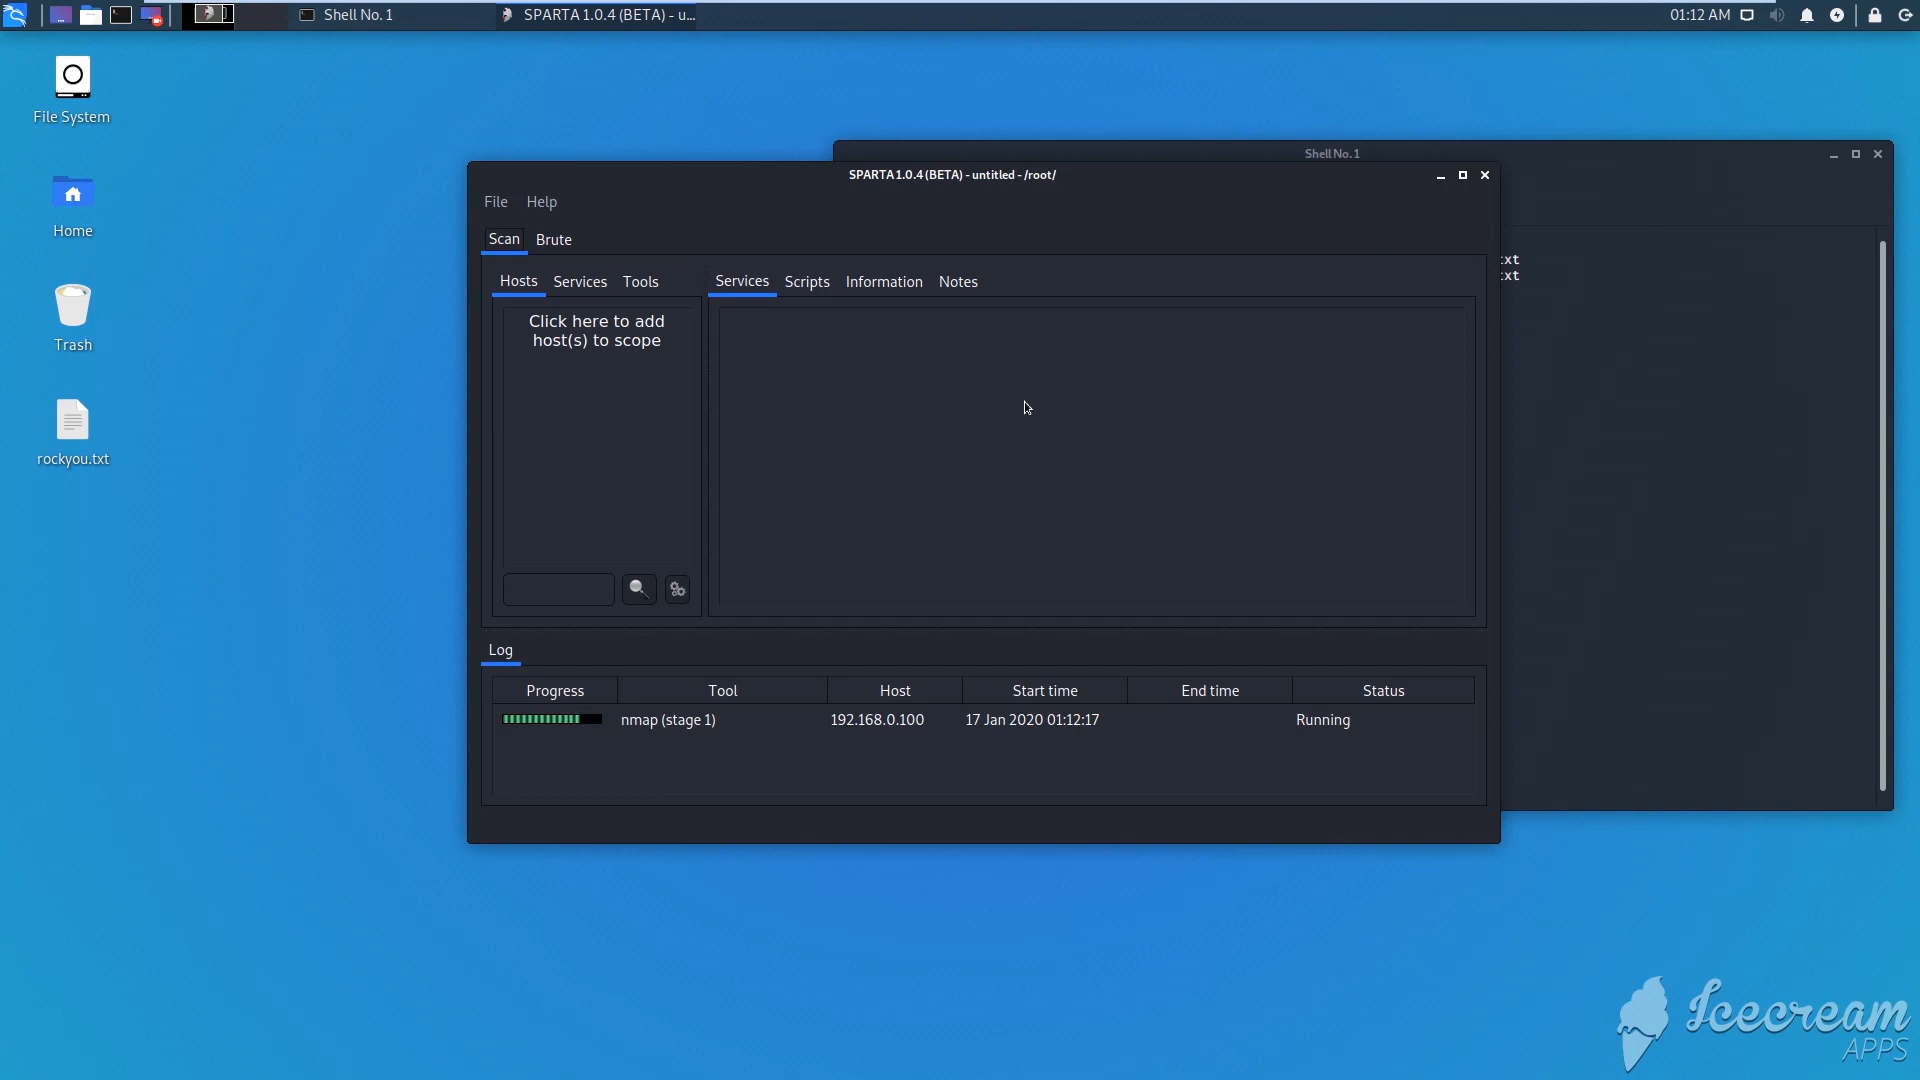 Shell No. 1
SPARTA 1.0.4 (BETA) - u...
01:12 AM
File System
Home
Trash
rockyou.txt
Shell No. 1
xt
xt
SPARTA 1.0.4 (BETA) - untitled - /root/
File Help
Scan Brute
Hosts Services Tools
Services Scripts Information Notes
Click here to add
host(s) to scope
Log
Progress Tool Host Start time End time Status
nmap (stage 1) 192.168.0.100 17 Jan 2020 01:12:17 Running
Icecream
APPS